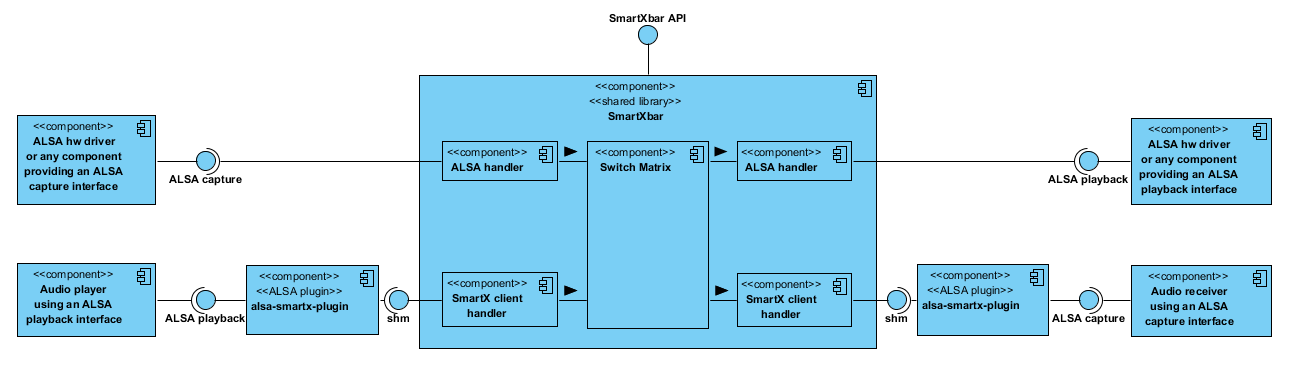 SmartXbar API
<<component>>
<<shared library>>
SmartXbar
<<component>>
ALSA hw driver
or any component
providing an ALSA
capture interface
ALSA capture
<<component>>
ALSA handler
<<component>>
Switch Matrix
<<component>>
ALSA handler
ALSA playback
<<component>>
ALSA hw driver
or any component
providing an ALSA
playback interface
<<component>>
Audio player
using an ALSA
playback interface
ALSA playback
<<component>>
<<ALSA plugin>>
alsa-smartx-plugin
shm
<<component>>
SmartX client
handler
<<component>>
SmartX client
handler
shm
<<component>>
<<ALSA plugin>>
alsa-smartx-plugin
ALSA capture
<<component>>
Audio receiver
using an ALSA
capture interface